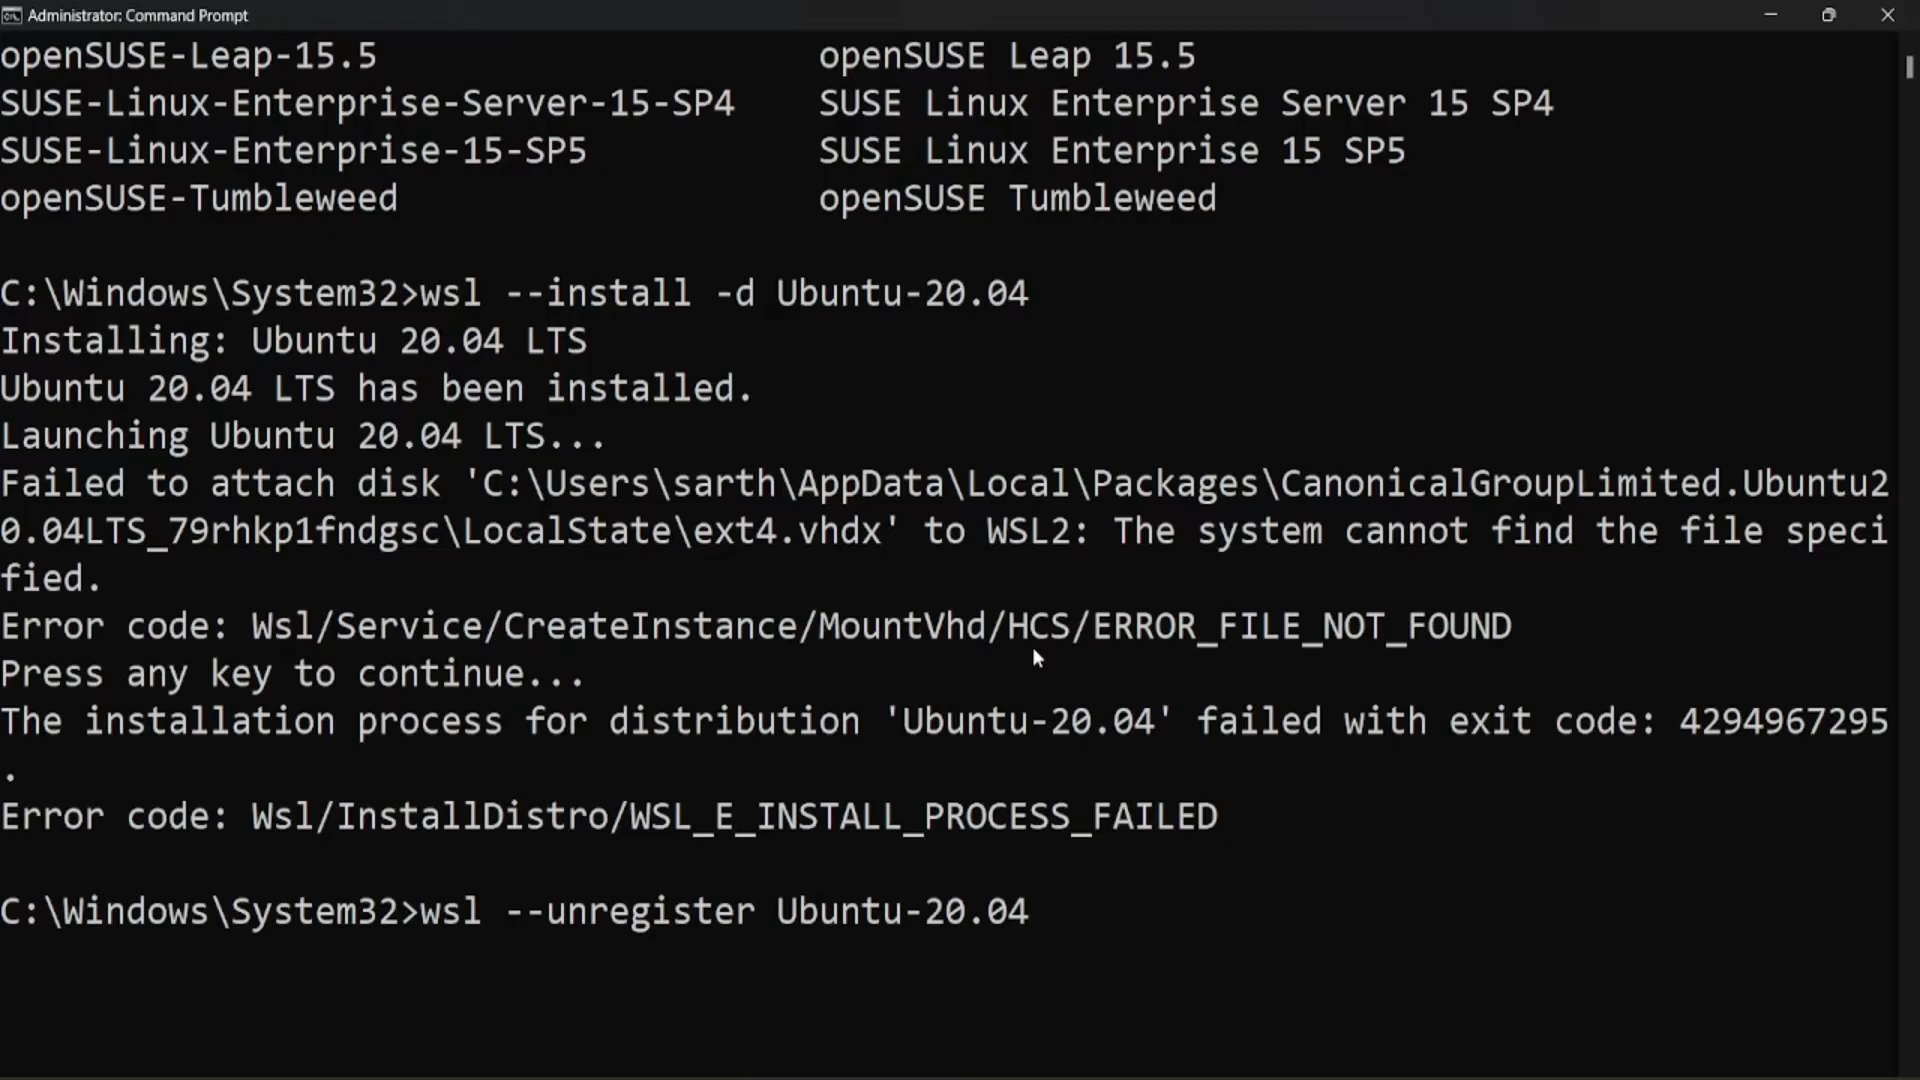 Administrator: Command Prompt
openSUSE-Leap-15.5 openSUSE Leap 15.5
SUSE-Linux-Enterprise-Server-15-SP4 SUSE Linux Enterprise Server 15 SP4
SUSE-Linux-Enterprise-15-SP5 SUSE Linux Enterprise 15 SP5
openSUSE-Tumbleweed openSUSE Tumbleweed
C:\Windows\System32>wsl --install -d Ubuntu-20.04
Installing: Ubuntu 20.04 LTS
Ubuntu 20.04 LTS has been installed.
Launching Ubuntu 20.04 LTS...
Failed to attach disk 'C:\Users\sarth\AppData\Local\Packages\CanonicalGroupLimited.Ubuntu2
0.04LTS_79rhkp1fndgsc\LocalState\ext4.vhdx' to WSL2: The system cannot find the file speci
fied.
Error code: Wsl/Service/CreateInstance/MountVhd/HCS/ERROR_FILE_NOT_FOUND
Press any key to continue...
The installation process for distribution 'Ubuntu-20.04' failed with exit code: 4294967295
.
Error code: Wsl/InstallDistro/WSL_E_INSTALL_PROCESS_FAILED
C:\Windows\System32>wsl --unregister Ubuntu-20.04